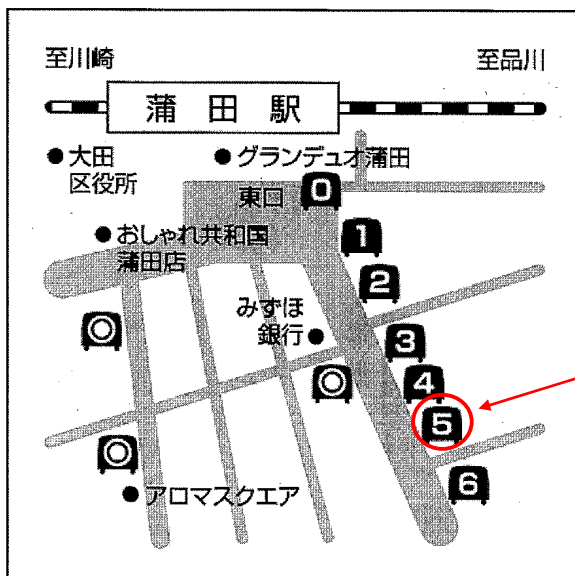 至川崎
至品川
蒲田駅
大田
区役所
グランデュオ蒲田
東口
0
おしゃれ共和国
蒲田店
1
2
みずほ
銀行
3
4
5
6
アロマスクエア